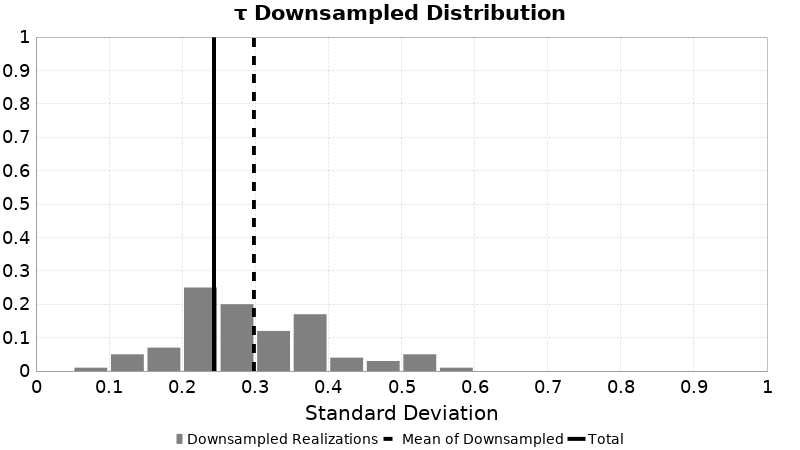 τ Downsampled Distribution
1
0.9
0.8
0.7
0.6
0.5
0.4
0.3
0.2
0.1
0
0 0.1 0.2 0.3 0.4 0.5 0.6 0.7 0.8 0.9 1
Standard Deviation
Downsampled Realizations Mean of Downsampled Total